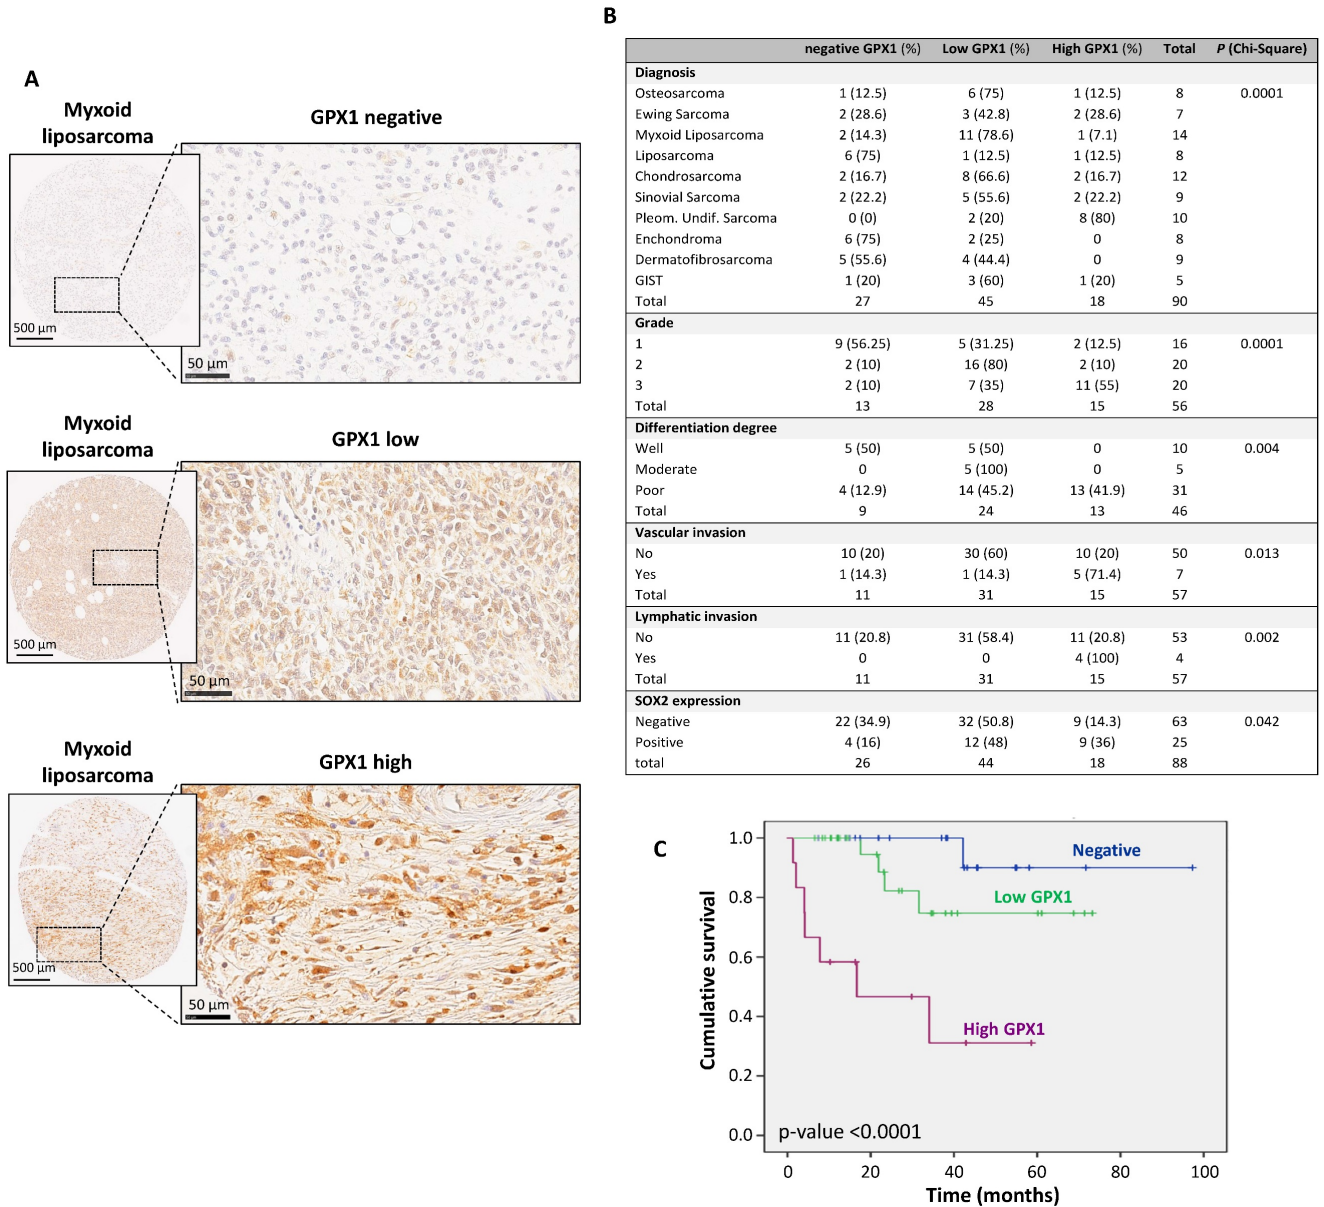 A
Myxoid
liposarcoma
GPX1 negative
500 µm
50 µm
Myxoid
liposarcoma
GPX1 low
500 µm
50 µm
Myxoid
liposarcoma
GPX1 high
500 µm
50 µm
B
negative GPX1 (%) Low GPX1 (%) High GPX1 (%) Total P (Chi-Square)
Diagnosis
Osteosarcoma 1 (12.5) 6 (75) 1 (12.5) 8 0.0001
Ewing Sarcoma 2 (28.6) 3 (42.8) 2 (28.6) 7
Myxoid Liposarcoma 2 (14.3) 11 (78.6) 1 (7.1) 14
Liposarcoma 6 (75) 1 (12.5) 1 (12.5) 8
Chondrosarcoma 2 (16.7) 8 (66.6) 2 (16.7) 12
Sinovial Sarcoma 2 (22.2) 5 (55.6) 2 (22.2) 9
Pleom. Undif. Sarcoma 0 (0) 2 (20) 8 (80) 10
Enchondroma 6 (75) 2 (25) 0 8
Dermatofibrosarcoma 5 (55.6) 4 (44.4) 0 9
GIST 1 (20) 3 (60) 1 (20) 5
Total 27 45 18 90
Grade
1 9 (56.25) 5 (31.25) 2 (12.5) 16 0.0001
2 2 (10) 16 (80) 2 (10) 20
3 2 (10) 7 (35) 11 (55) 20
Total 13 28 15 56
Differentiation degree
Well 5 (50) 5 (50) 0 10 0.004
Moderate 0 5 (100) 0 5
Poor 4 (12.9) 14 (45.2) 13 (41.9) 31
Total 9 24 13 46
Vascular invasion
No 10 (20) 30 (60) 10 (20) 50 0.013
Yes 1 (14.3) 1 (14.3) 5 (71.4) 7
Total 11 31 15 57
Lymphatic invasion
No 11 (20.8) 31 (58.4) 11 (20.8) 53 0.002
Yes 0 0 4 (100) 4
Total 11 31 15 57
SOX2 expression
Negative 22 (34.9) 32 (50.8) 9 (14.3) 63 0.042
Positive 4 (16) 12 (48) 9 (36) 25
total 26 44 18 88
C
Cumulative survival
1.0
0.8
0.6
0.4
0.2
0.0
Negative
Low GPX1
High GPX1
p-value <0.0001
0 20 40 60 80 100
Time (months)